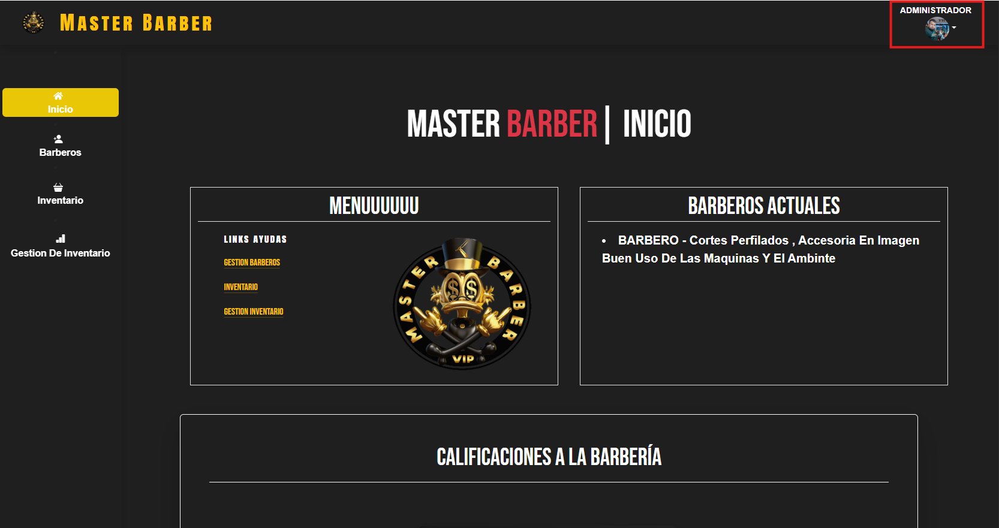 MASTER BARBER
ADMINISTRADOR
Inicio
Barberos
Inventario
Gestion De Inventario
MASTER BARBER| INICIO
MENUUUUUU
LINKS AYUDAS
GESTION BARBEROS
INVENTARIO
GESTION INVENTARIO
MASTER BARBER
VIP
BARBEROS ACTUALES
• BARBERO - Cortes Perfilados , Accesoria En Imagen
Buen Uso De Las Maquinas Y El Ambinte
CALIFICACIONES A LA BARBERÍA